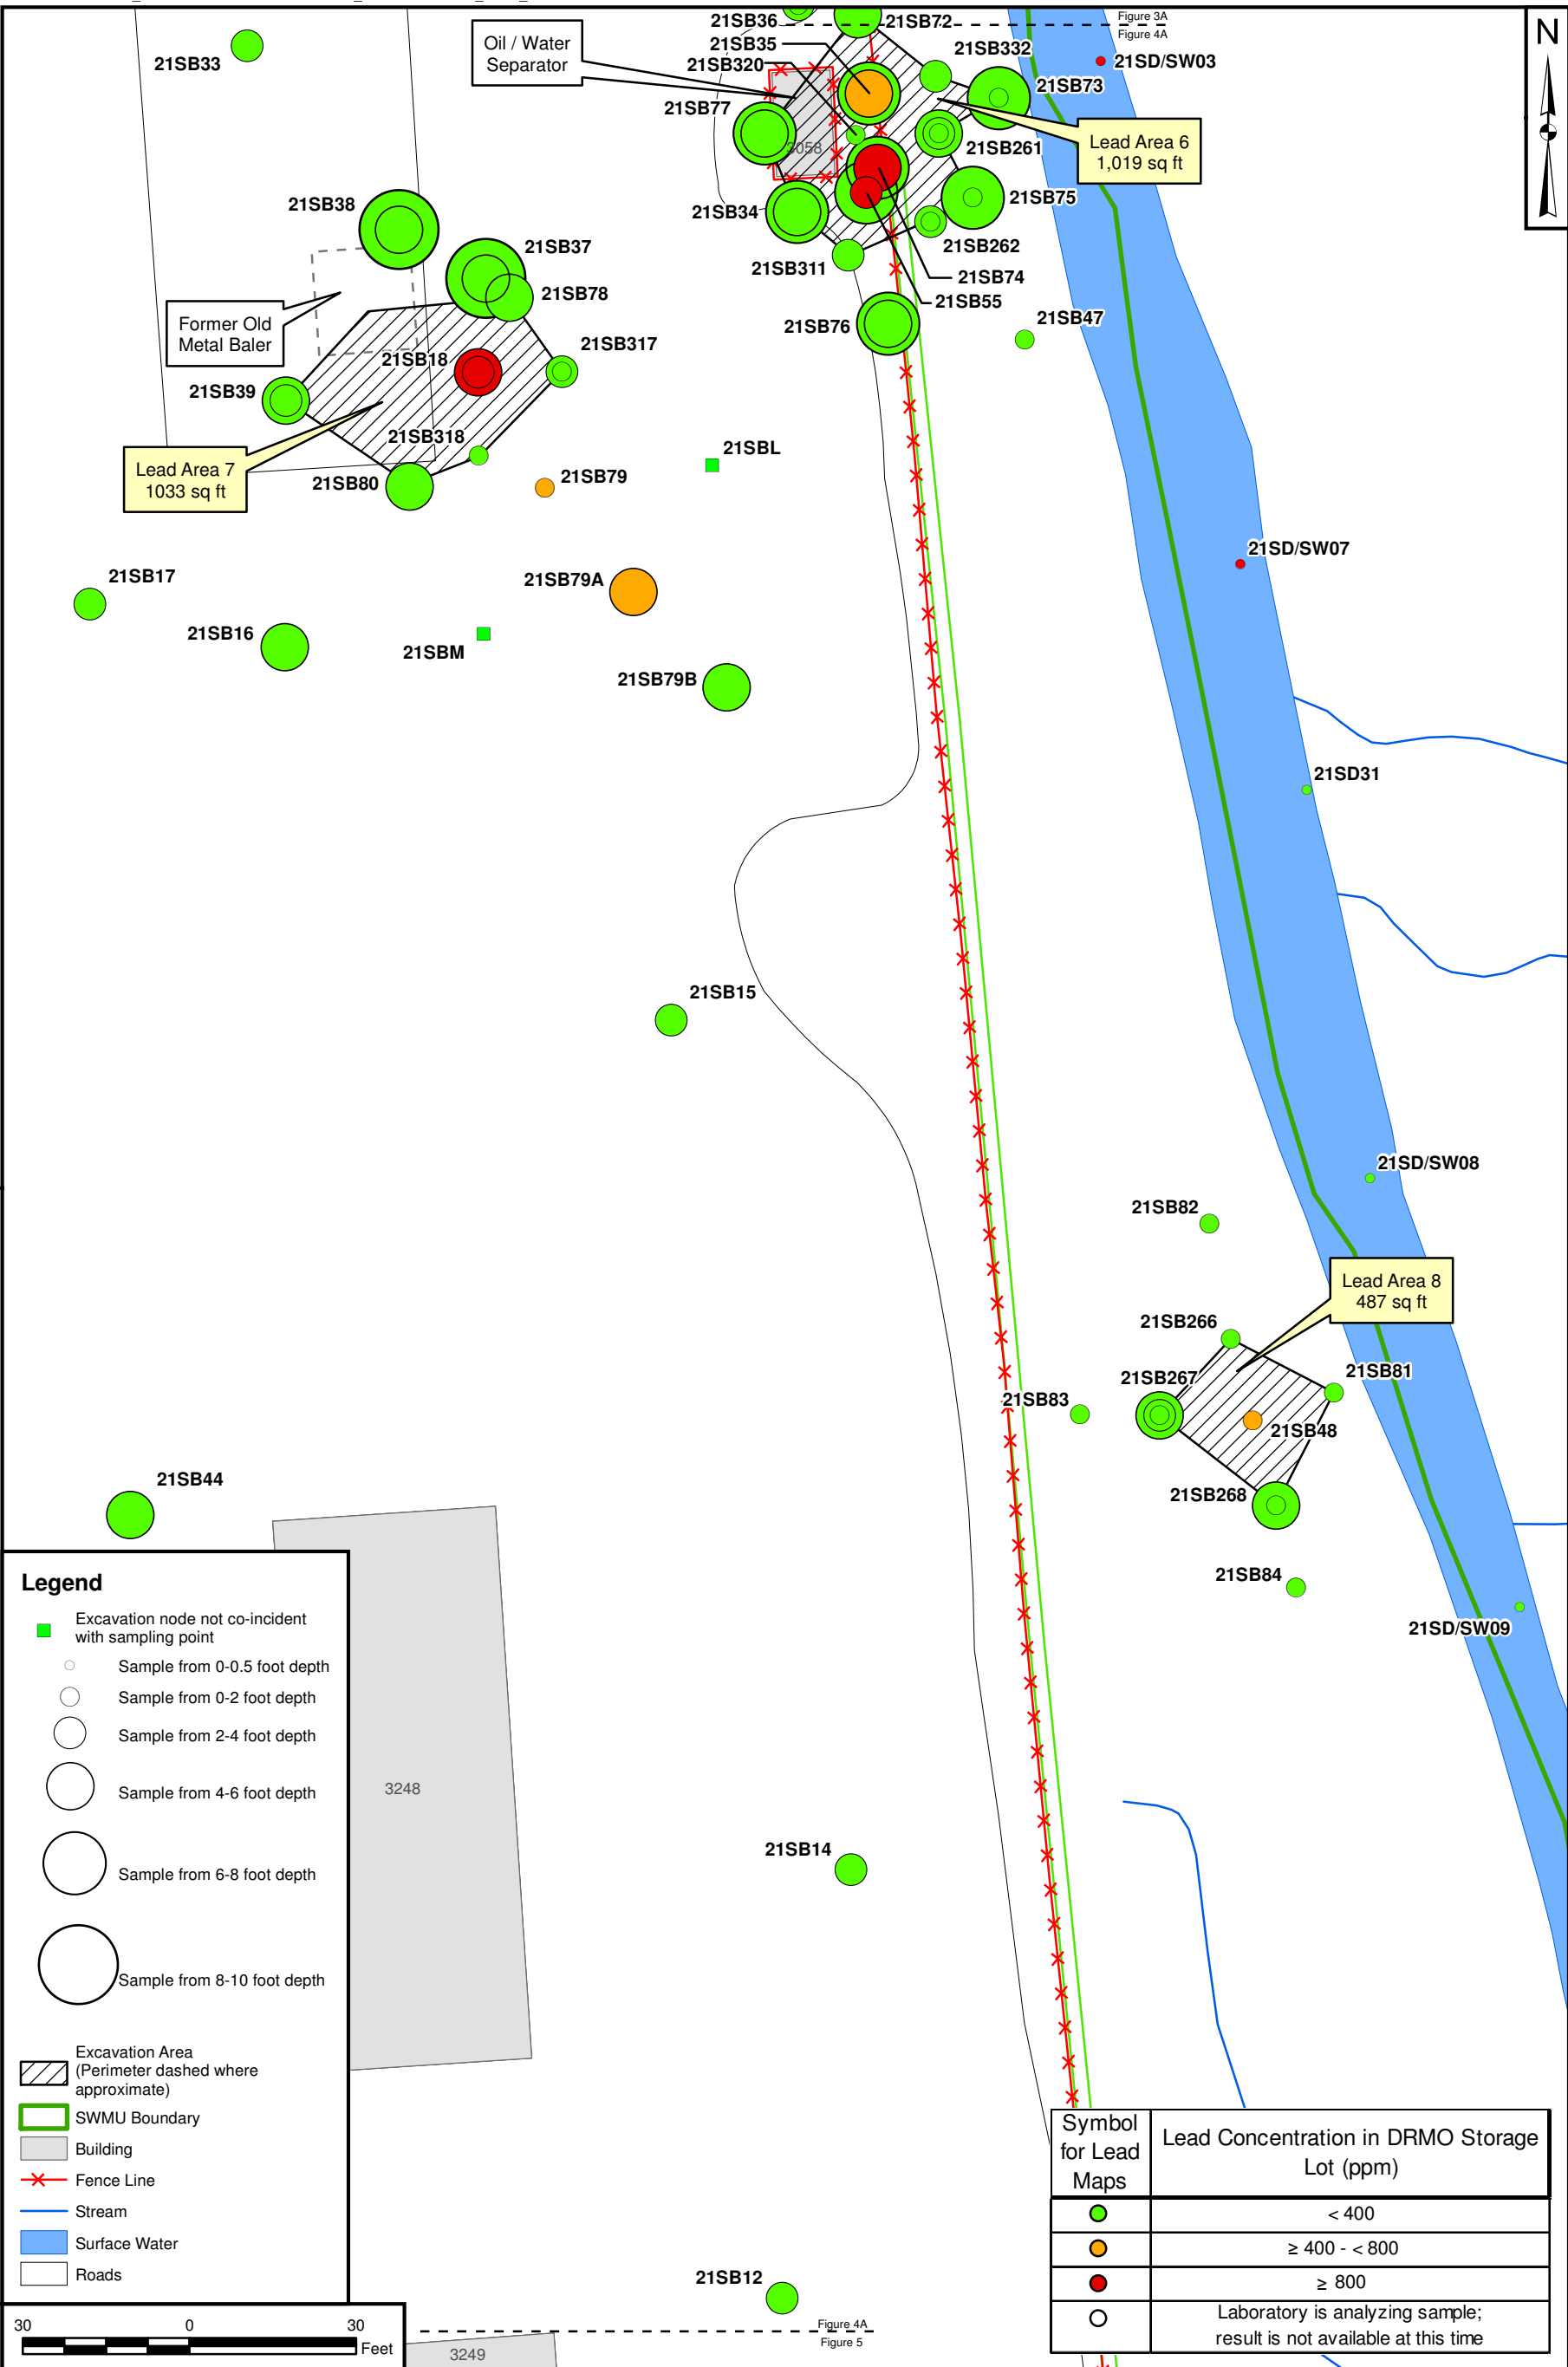 21SB36
21SB72
Figure 3A
Figure 4A
N
21SB33
Oil / Water
Separator
21SB35
21SB320
21SB332
21SD/SW03
21SB73
21SB77
3058
21SB261
Lead Area 6
1,019 sq ft
21SB38
21SB34
21SB75
21SB37
21SB262
21SB311
21SB74
21SB78
21SB55
Former Old
Metal Baler
21SB76
21SB47
21SB18
21SB317
21SB39
21SB318
21SBL
Lead Area 7
1033 sq ft
21SB80
21SB79
21SD/SW07
21SB17
21SB79A
21SB16
21SBM
21SB79B
21SD31
21SB15
21SD/SW08
21SB82
Lead Area 8
487 sq ft
21SB266
21SB267
21SB81
21SB83
21SB48
21SB44
21SB268
21SB84
21SD/SW09
Legend
Excavation node not co-incident
with sampling point
Sample from 0-0.5 foot depth
Sample from 0-2 foot depth
Sample from 2-4 foot depth
Sample from 4-6 foot depth
Sample from 6-8 foot depth
Sample from 8-10 foot depth
Excavation Area
(Perimeter dashed where
approximate)
SWMU Boundary
Building
Fence Line
Stream
Surface Water
Roads
3248
21SB14
21SB12
Figure 4A
Figure 5
30 0 30
Feet
3249
Symbol
for Lead
Maps
Lead Concentration in DRMO Storage
Lot (ppm)
< 400
≥ 400 - < 800
≥ 800
Laboratory is analyzing sample;
result is not available at this time